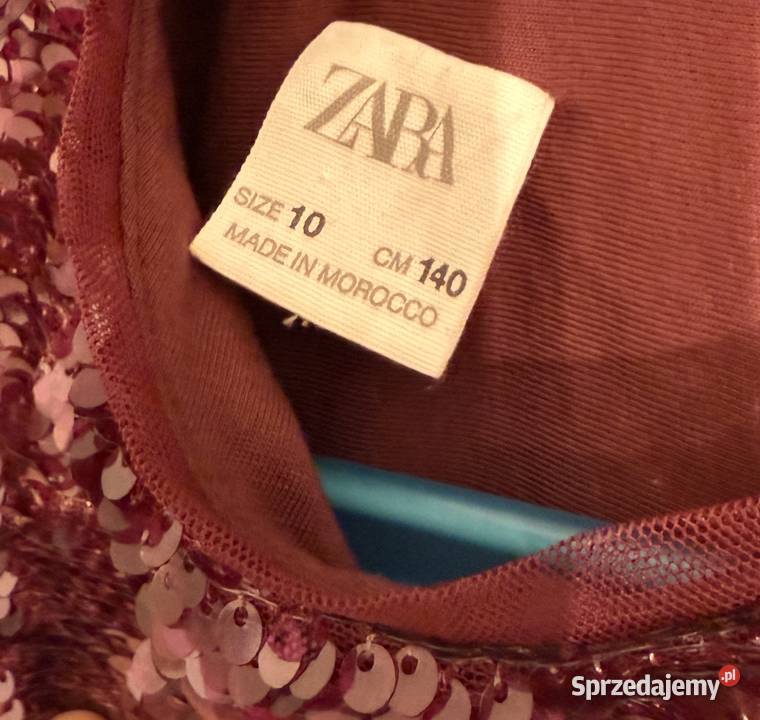 ZARA
SIZE 10 CM 140
MADE IN MOROCCO
Sprzedajemy.pl